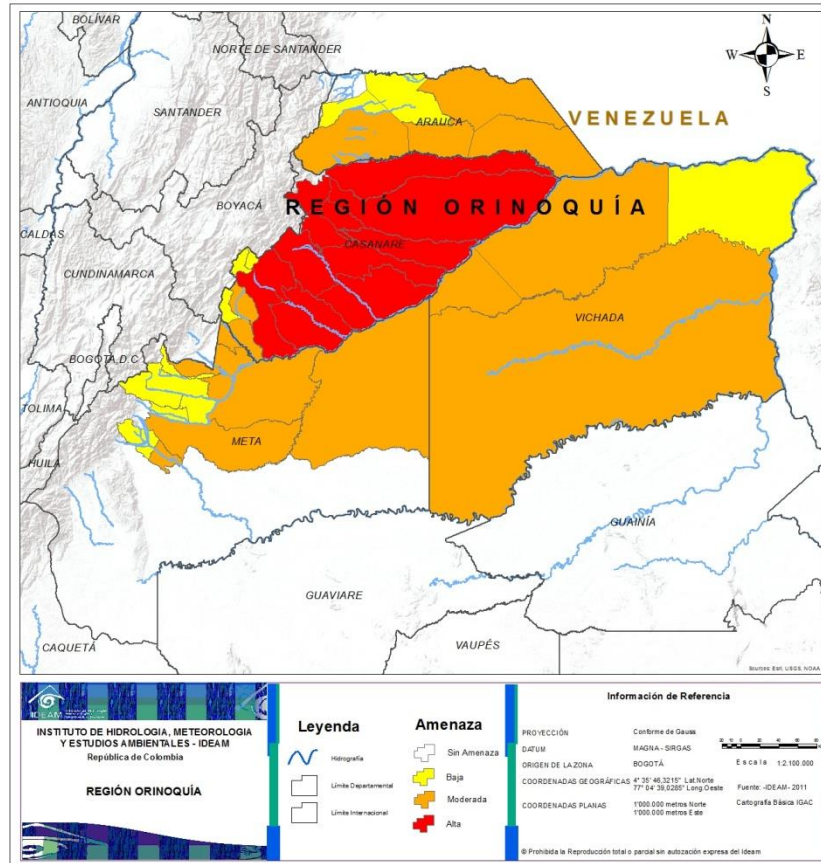 BOLÍVAR
NORTE DE SANTANDER
N
W E
S
ANTIOQUIA
SANTANDER
ARAUCA
VENEZUELA
BOYACÁ
REGIÓN ORINOQUÍA
CALDAS
CASANARE
CUNDINAMARCA
VICHADA
BOGOTÁ D.C
TOLIMA
META
HUILA
GUAINÍA
GUAVIARE
CAQUETÁ
VAUPÉS
Sources: Esri, USGS, NOAA
IDEAM
INSTITUTO DE HIDROLOGIA, METEOROLOGIA
Y ESTUDIOS AMBIENTALES - IDEAM
República de Colombia
REGIÓN ORINOQUÍA
Leyenda
Hidrografía
Límite Departamental
Límite Internacional
Amenaza
Sin Amenaza
Baja
Moderada
Alta
Información de Referencia
PROYECCIÓN Conforme de Gauss
DATUM MAGNA - SIRGAS
ORIGEN DE LA ZONA BOGOTÁ
COORDENADAS GEOGRÁFICAS 4° 35' 46,3215" Lat.Norte
77° 04' 39,0285" Long.Oeste
COORDENADAS PLANAS 1'000.000 metros Norte
1'000.000 metros Este
Escala 1:2.100.000
Fuente: -IDEAM- 2011
Cartografía Básica IGAC
© Prohibida la Reproducción total o parcial sin autozación expresa del Ideam